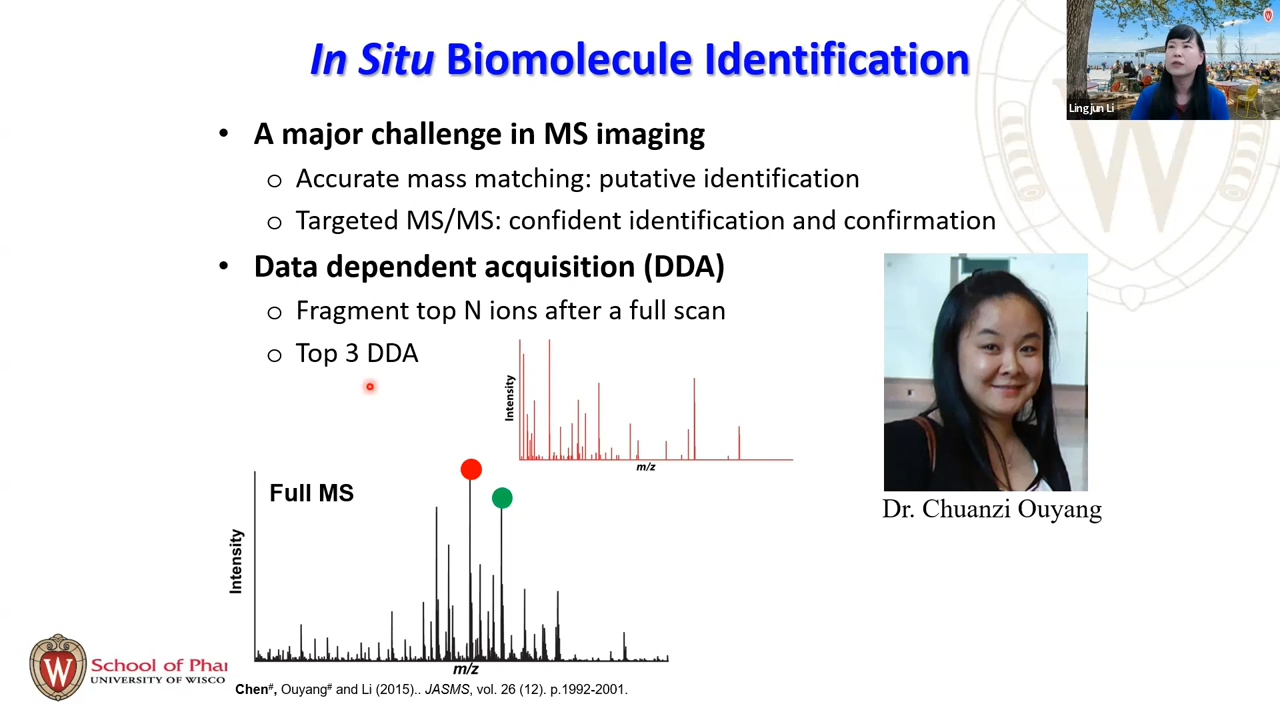 In Situ Biomolecule Identification
Lingjun Li
• A major challenge in MS imaging
o Accurate mass matching: putative identification
o Targeted MS/MS: confident identification and confirmation
• Data dependent acquisition (DDA)
o Fragment top N ions after a full scan
o Top 3 DDA
Intensity
m/z
Dr. Chuanzi Ouyang
Full MS
Intensity
m/z
W
School of Phar
UNIVERSITY OF WISCO
Chen#, Ouyang# and Li (2015).. JASMS, vol. 26 (12). p.1992-2001.